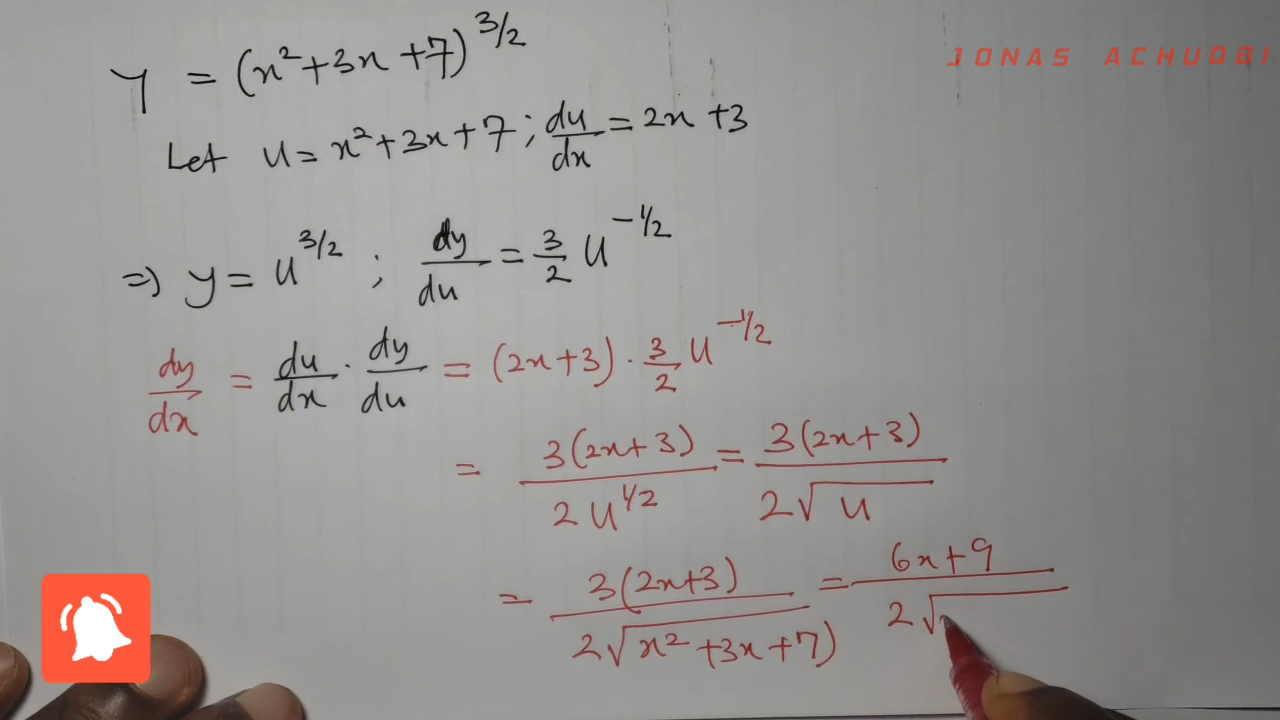 JONAS ACHUOBI
y = (x²+3x+7)^3/2
Let u = x²+3x+7 ; du/dx = 2x+3
=> y = u^3/2 ; dy/du = 3/2 u^-1/2
dy/dx = du/dx · dy/du = (2x+3) · 3/2 u^-1/2
= 3(2x+3)/2u^1/2 = 3(2x+3)/2√u
= 3(2x+3)/2√x²+3x+7) = 6x+9/2√